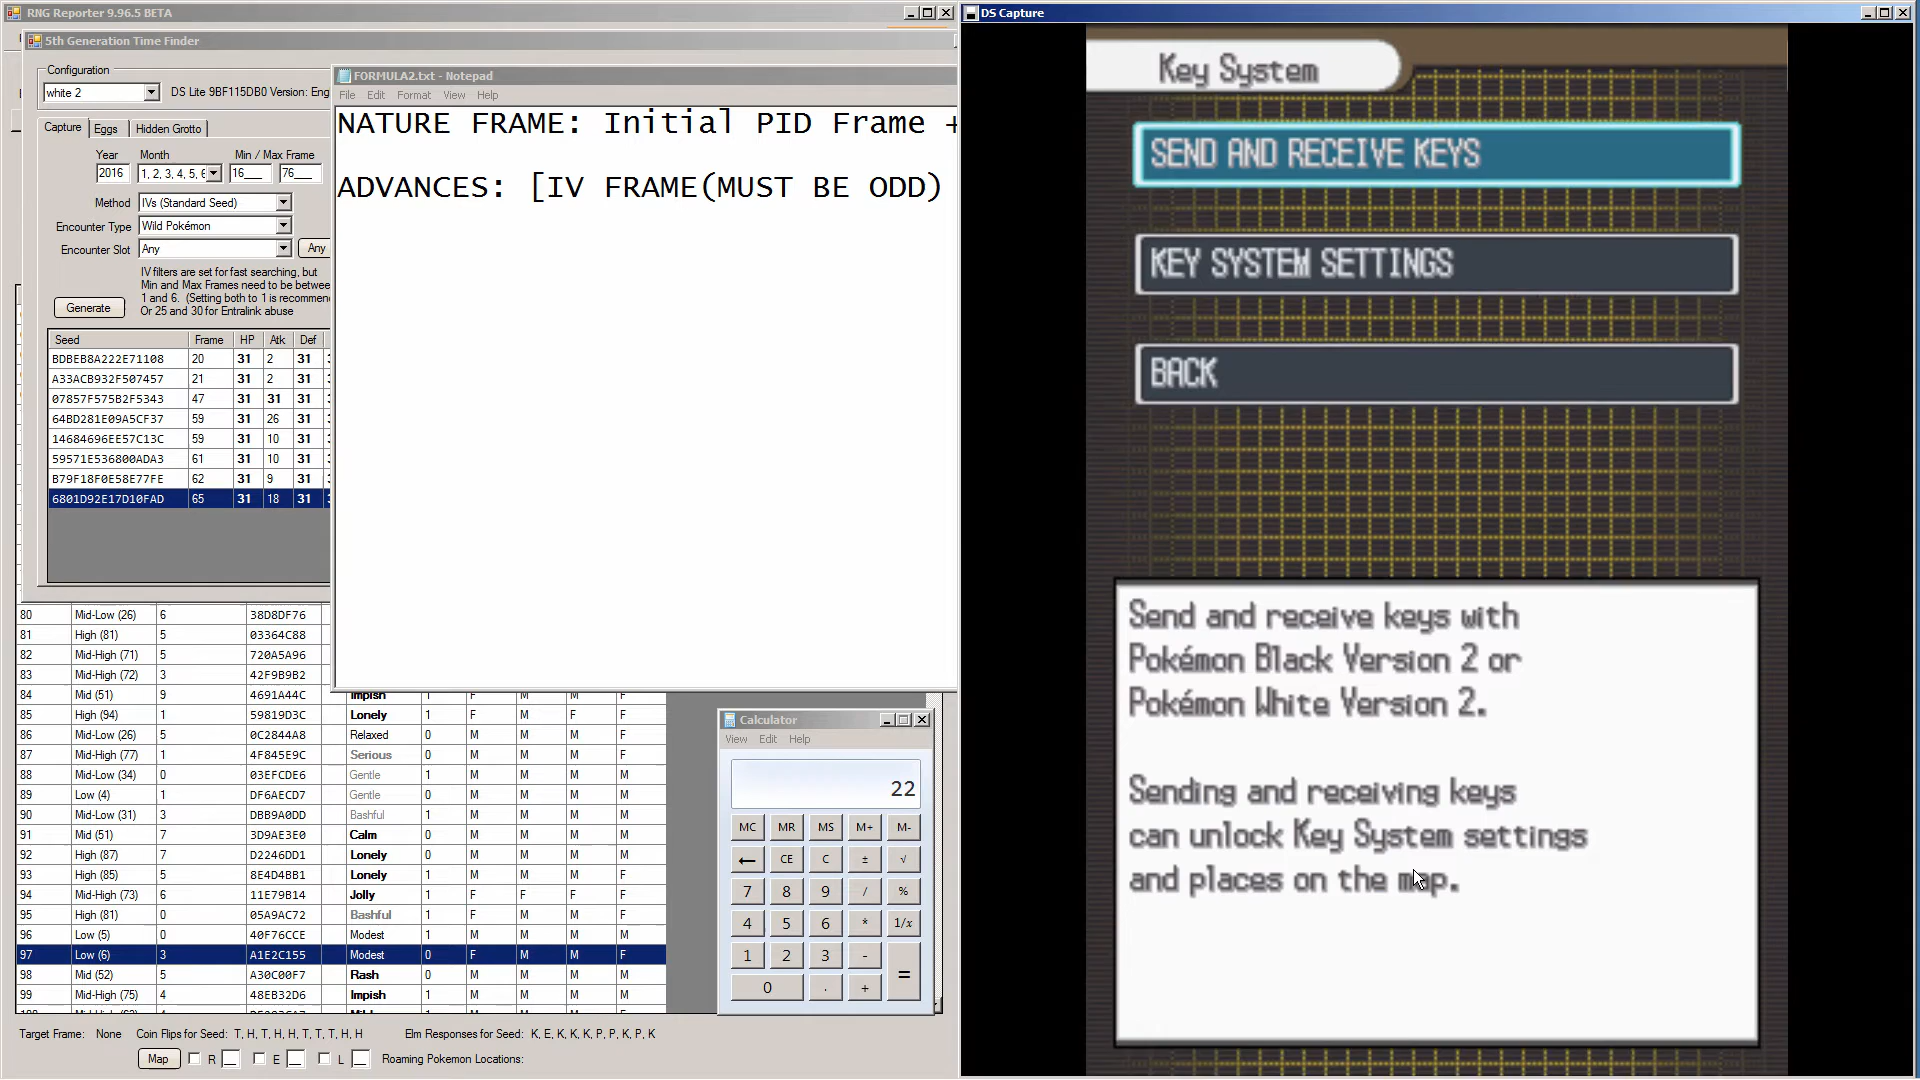 RNG Reporter 9.96.5 BETA
5th Generation Time Finder
Configuration
white 2
DS Lite 9BF115DB0 Version: Eng
Capture
Eggs
Hidden Grotto
Year
Month
Min / Max Frame
2016
1, 2, 3, 4, 5, 6
16___
76___
Method
IVs (Standard Seed)
Encounter Type
Wild Pokémon
Encounter Slot
Any
Any
IV filters are set for fast searching, but
Min and Max Frames need to be between
1 and 6. (Setting both to 1 is recommen
Or 25 and 30 for Entralink abuse
Generate
Seed Frame HP Atk Def
BDBEB8A222E71108 20 31 2 31
A33ACB932F507457 21 31 2 31
07857F575B2F5343 47 31 31 31
64BD281E09A5CF37 59 31 26 31
14684696EE57C13C 59 31 10 31
59571E536800ADA3 61 31 10 31
B79F18F0E58E77FE 62 31 9 31
6801D92E17D10FAD 65 31 18 31
FORMULA2.txt - Notepad
File Edit Format View Help
NATURE FRAME: Initial PID Frame +
ADVANCES: [IV FRAME(MUST BE ODD)
80 Mid-Low (26) 6 38D8DF76
81 High (81) 5 03364C88
82 Mid-High (71) 5 720A5A96
83 Mid-High (72) 3 42F9B9B2
84 Mid (51) 9 4691A44C Impish 1 F M M F
85 High (94) 1 59819D3C Lonely 1 F M F F
86 Mid-Low (26) 5 0C2844A8 Relaxed 0 M M M M
87 Mid-High (77) 1 4F845E9C Serious 0 M M M F
88 Mid-Low (34) 0 03EFCDE6 Gentle 1 M M M M
89 Low (4) 1 DF6AECD7 Gentle 1 M M M M
90 Mid-Low (31) 3 DBB9A0DD Bashful 1 M M M M
91 Mid (51) 7 3D9AE3E0 Calm 0 M M M M
92 High (87) 7 D2246DD1 Lonely 0 M M M M
93 High (85) 5 8E4D4BB1 Lonely 1 M M M F
94 Mid-High (73) 6 11E79B14 Jolly 1 F F F F
95 High (81) 0 05A9AC72 Bashful 1 F M M F
96 Low (5) 0 40F76CCE Modest 1 M M M M
97 Low (6) 3 A1E2C155 Modest 0 F M M F
98 Mid (52) 5 A30C00F7 Rash 0 M M M M
99 Mid-High (75) 4 48EB32D6 Impish 1 M M M F
Target Frame: None Coin Flips for Seed: T, H, T, H, H, T, T, T, H, H Elm Responses for Seed: K, E, K, K, K, P, P, K, P, K
Map R __ E __ L __ Roaming Pokemon Locations:
Calculator
View Edit Help
22
MC MR MS M+ M-
← CE C ± √
7 8 9 / %
4 5 6 * 1/x
1 2 3 - =
0 . +
DS Capture
Key System
SEND AND RECEIVE KEYS
KEY SYSTEM SETTINGS
BACK
Send and receive keys with
Pokémon Black Version 2 or
Pokémon White Version 2.
Sending and receiving keys
can unlock Key System settings
and places on the map.